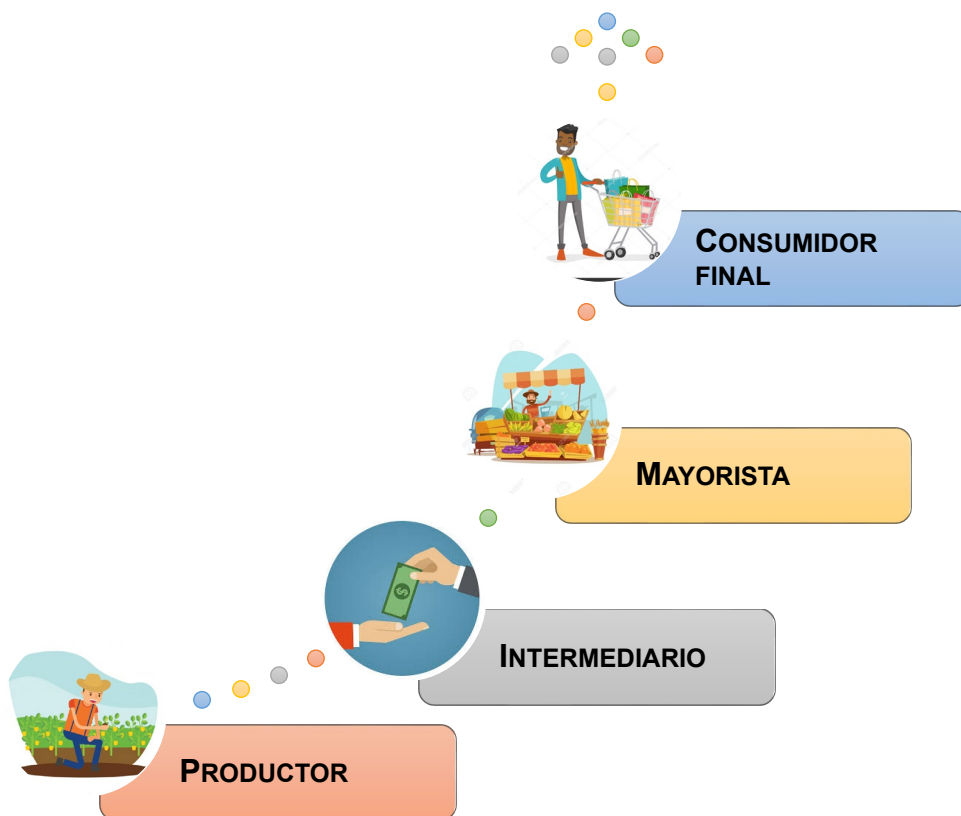 CONSUMIDOR
FINAL
MAYORISTA
INTERMEDIARIO
PRODUCTOR